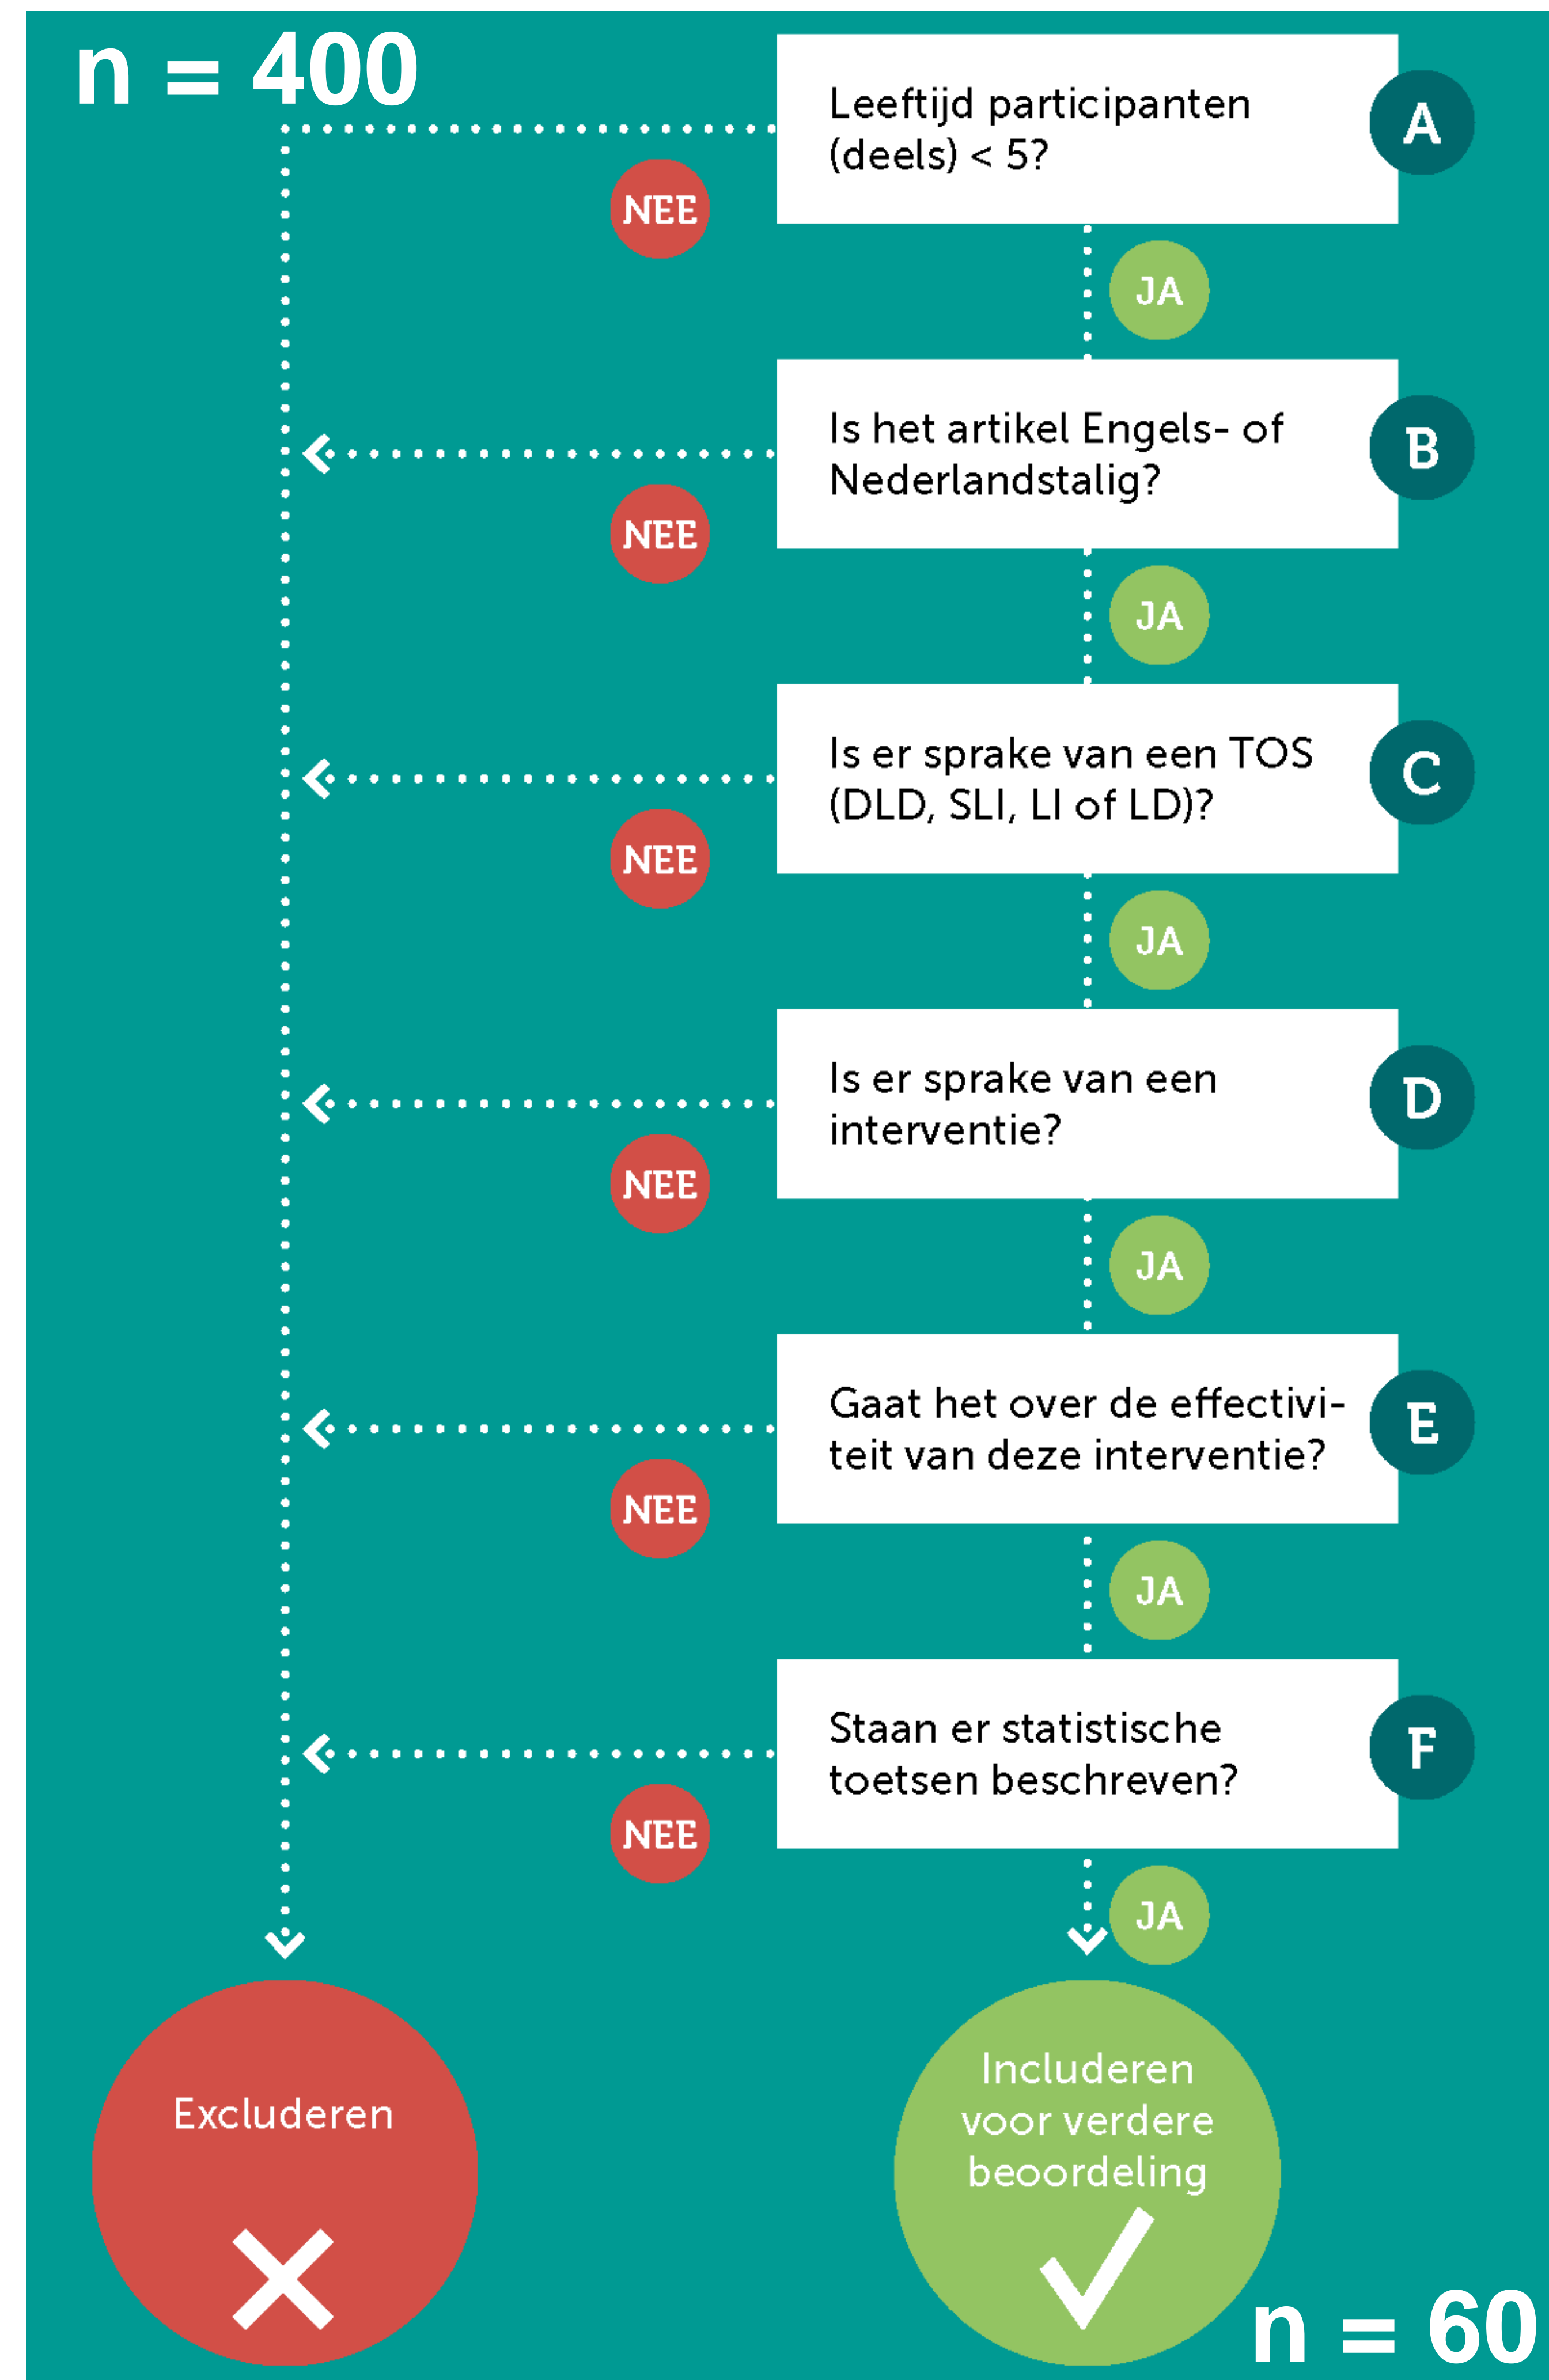 n = 400
Leeftijd participanten
(deels) < 5?
A
NEE
JA
Is het artikel Engels- of
Nederlandstalig?
B
NEE
JA
Is er sprake van een TOS
(DLD, SLI, LI of LD)?
C
NEE
JA
Is er sprake van een
interventie?
D
NEE
JA
Gaat het over de effectivi-
teit van deze interventie?
E
NEE
JA
Staan er statistische
toetsen beschreven?
F
NEE
JA
Excluderen
Includeren
voor verdere
beoordeling
n = 60